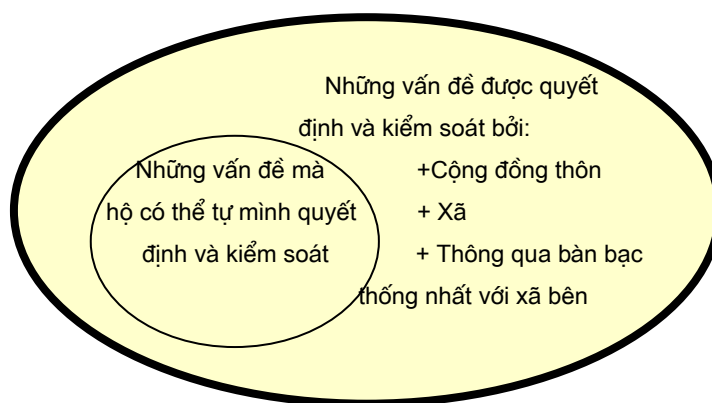 Những vấn đề được quyết
định và kiểm soát bởi:
+Cộng đồng thôn
+ Xã
+ Thông qua bàn bạc
thống nhất với xã bên
Những vấn đề mà
hộ có thể tự mình quyết
định và kiểm soát